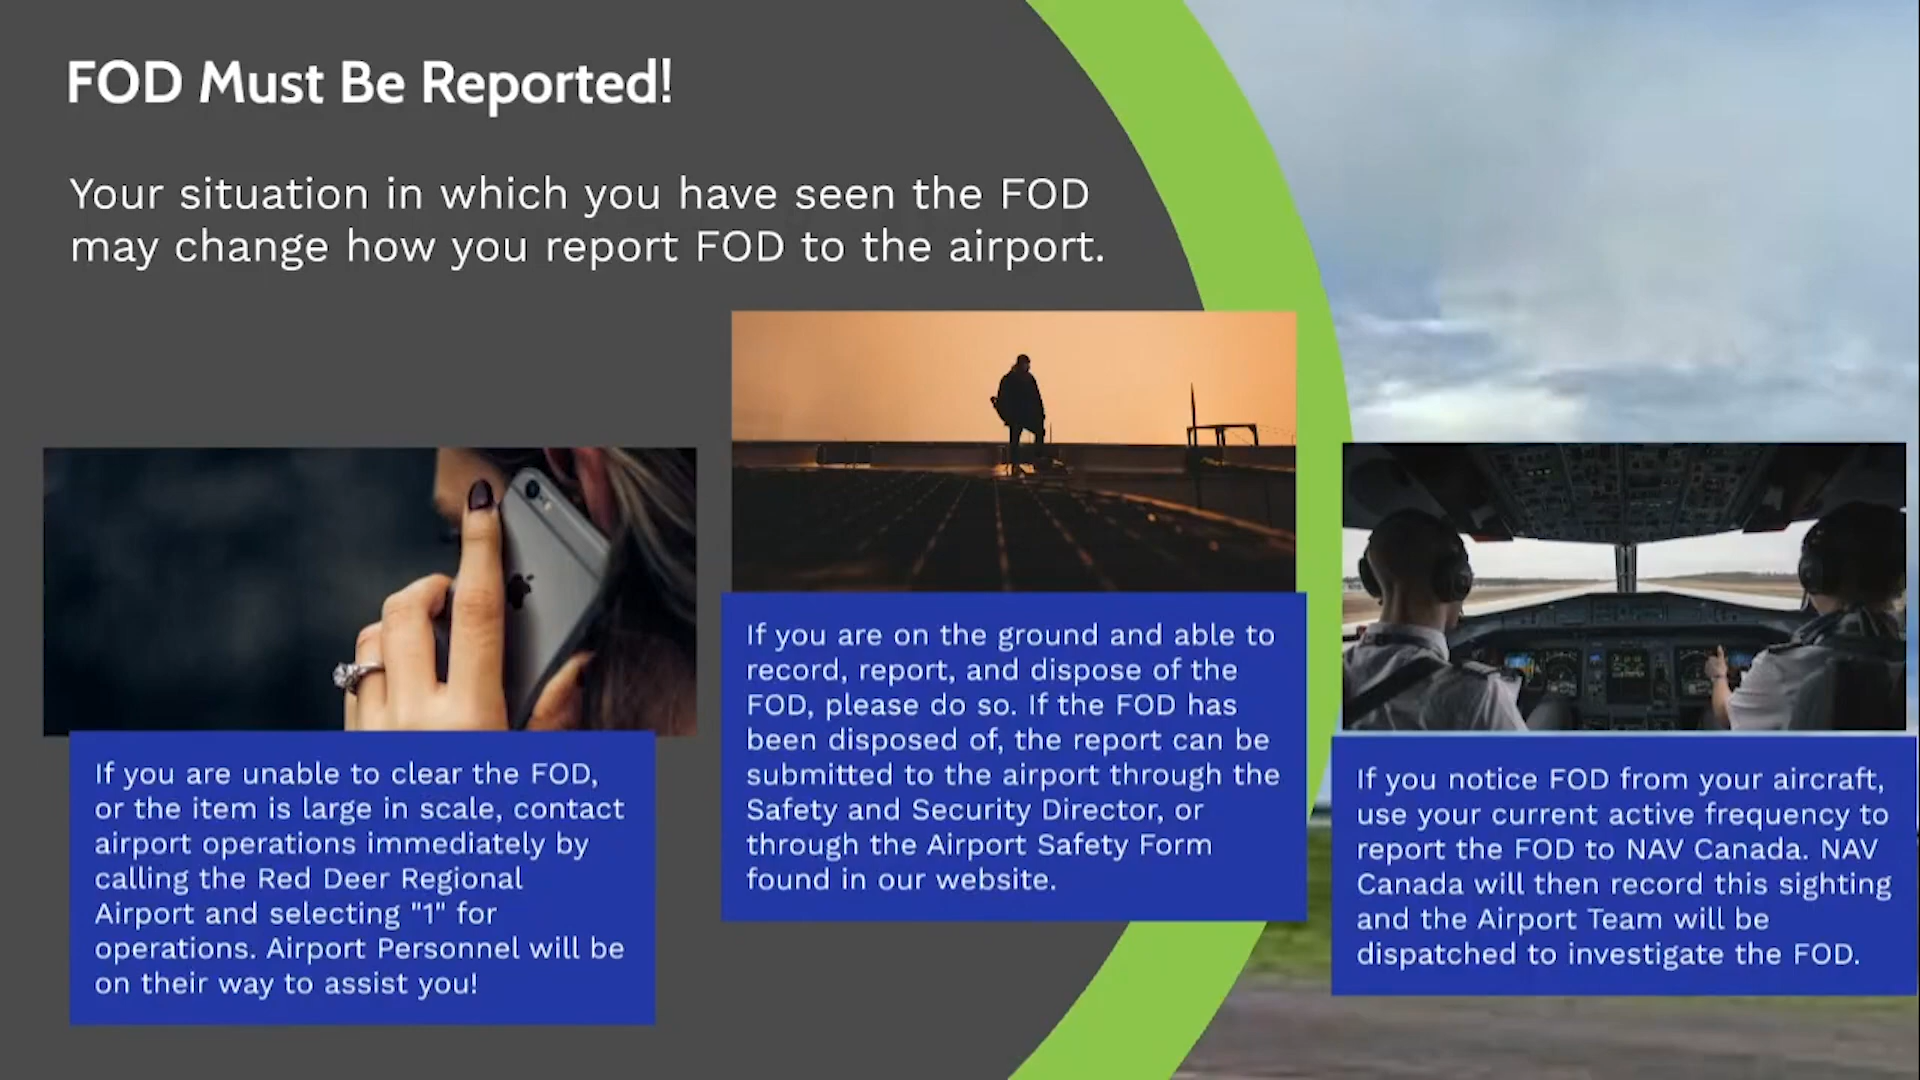 FOD Must Be Reported!
Your situation in which you have seen the FOD
may change how you report FOD to the airport.
If you are unable to clear the FOD,
or the item is large in scale, contact
airport operations immediately by
calling the Red Deer Regional
Airport and selecting "1" for
operations. Airport Personnel will be
on their way to assist you!
If you are on the ground and able to
record, report, and dispose of the
FOD, please do so. If the FOD has
been disposed of, the report can be
submitted to the airport through the
Safety and Security Director, or
through the Airport Safety Form
found in our website.
If you notice FOD from your aircraft,
use your current active frequency to
report the FOD to NAV Canada. NAV
Canada will then record this sighting
and the Airport Team will be
dispatched to investigate the FOD.